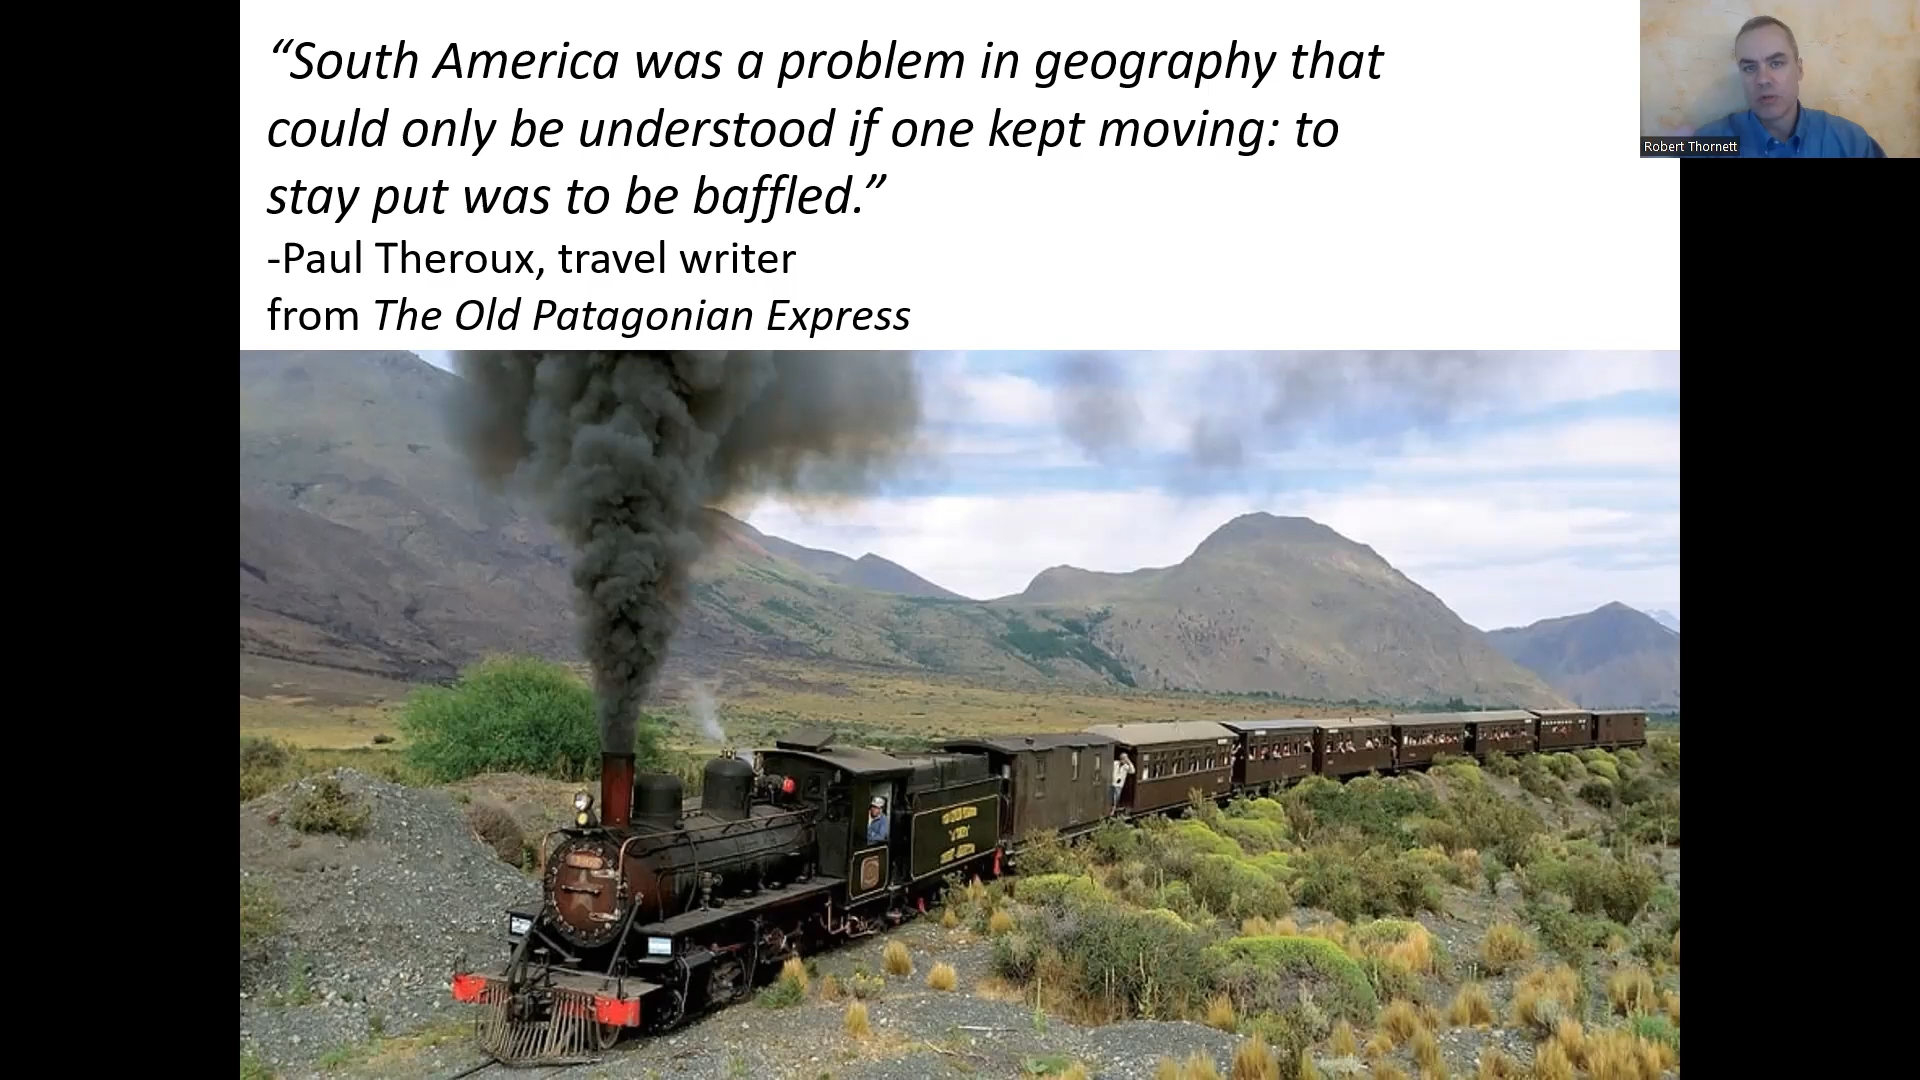 “South America was a problem in geography that
could only be understood if one kept moving: to
stay put was to be baffled.”
-Paul Theroux, travel writer
from The Old Patagonian Express
Robert Thornett